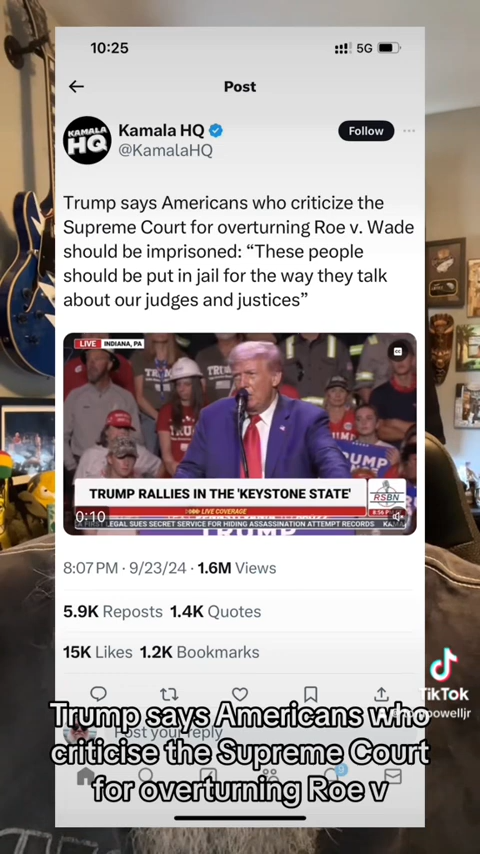 10:25
5G
Post
KAMALA
HQ
Kamala HQ
@KamalaHQ
Follow
Trump says Americans who criticize the
Supreme Court for overturning Roe v. Wade
should be imprisoned: “These people
should be put in jail for the way they talk
about our judges and justices”
LIVE INDIANA, PA
TRUMP RALLIES IN THE 'KEYSTONE STATE'
RSBN
LIVE COVERAGE
0:10
LEGAL SUES SECRET SERVICE FOR HIDING ASSASSINATION ATTEMPT RECORDS
TRUMP
8:07 PM · 9/23/24 · 1.6M Views
5.9K Reposts 1.4K Quotes
15K Likes 1.2K Bookmarks
TikTok
Post your reply
Trump says Americans who
criticise the Supreme Court
for overturning Roe v